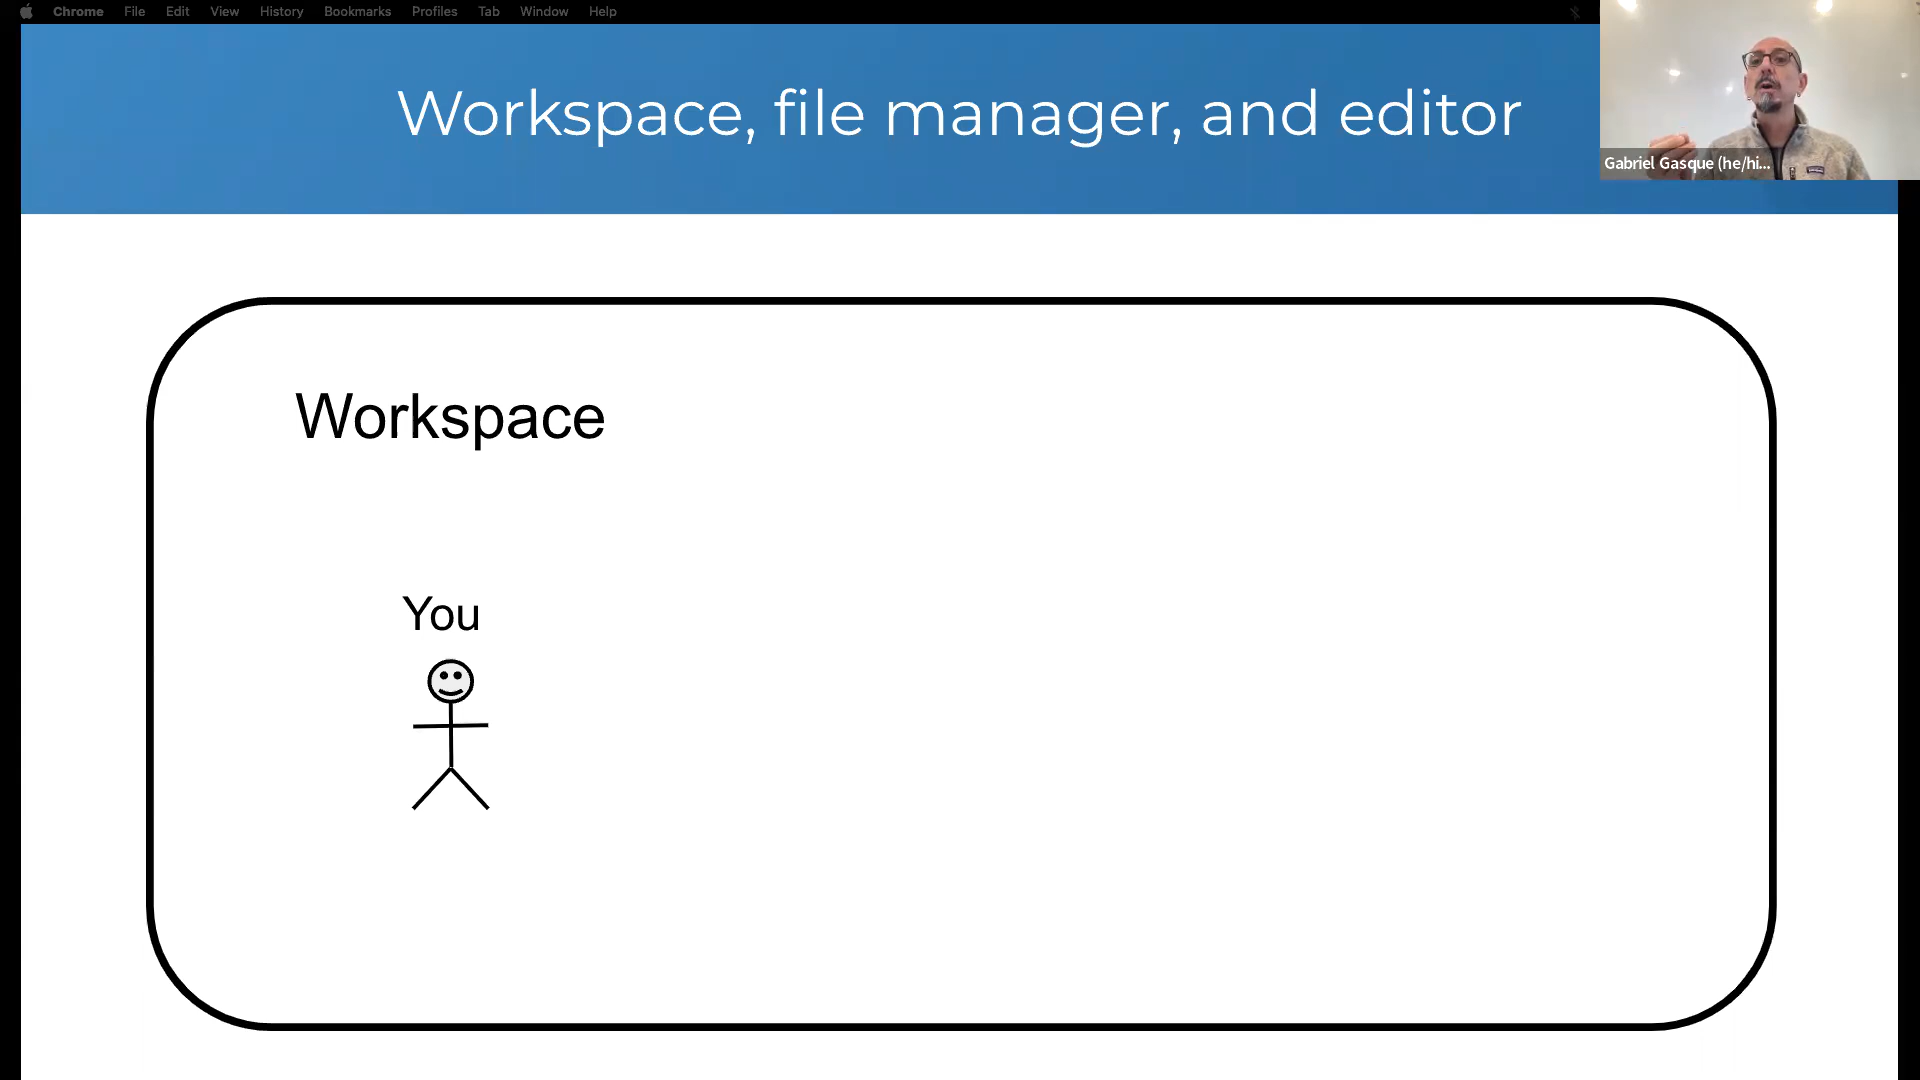 Chrome File Edit View History Bookmarks Profiles Tab Window Help
Workspace, file manager, and editor
Gabriel Gasque (he/hi...
Workspace
You